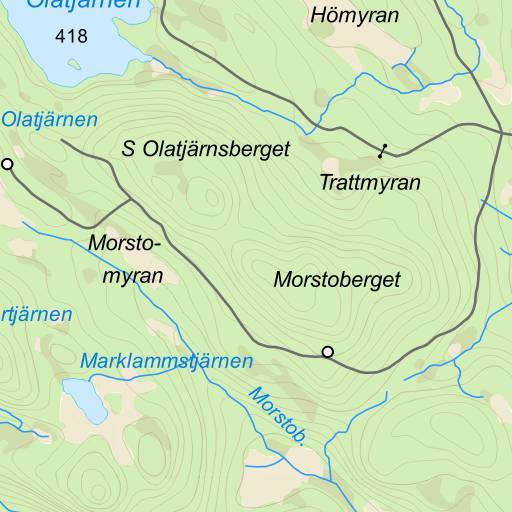 Olatjärnen
418
Hömyran
Olatjärnen
S Olatjärnsberget
Trattmyran
Morsto-
myran
Morstoberget
rtjärnen
Marklammstjärnen
Morstob.